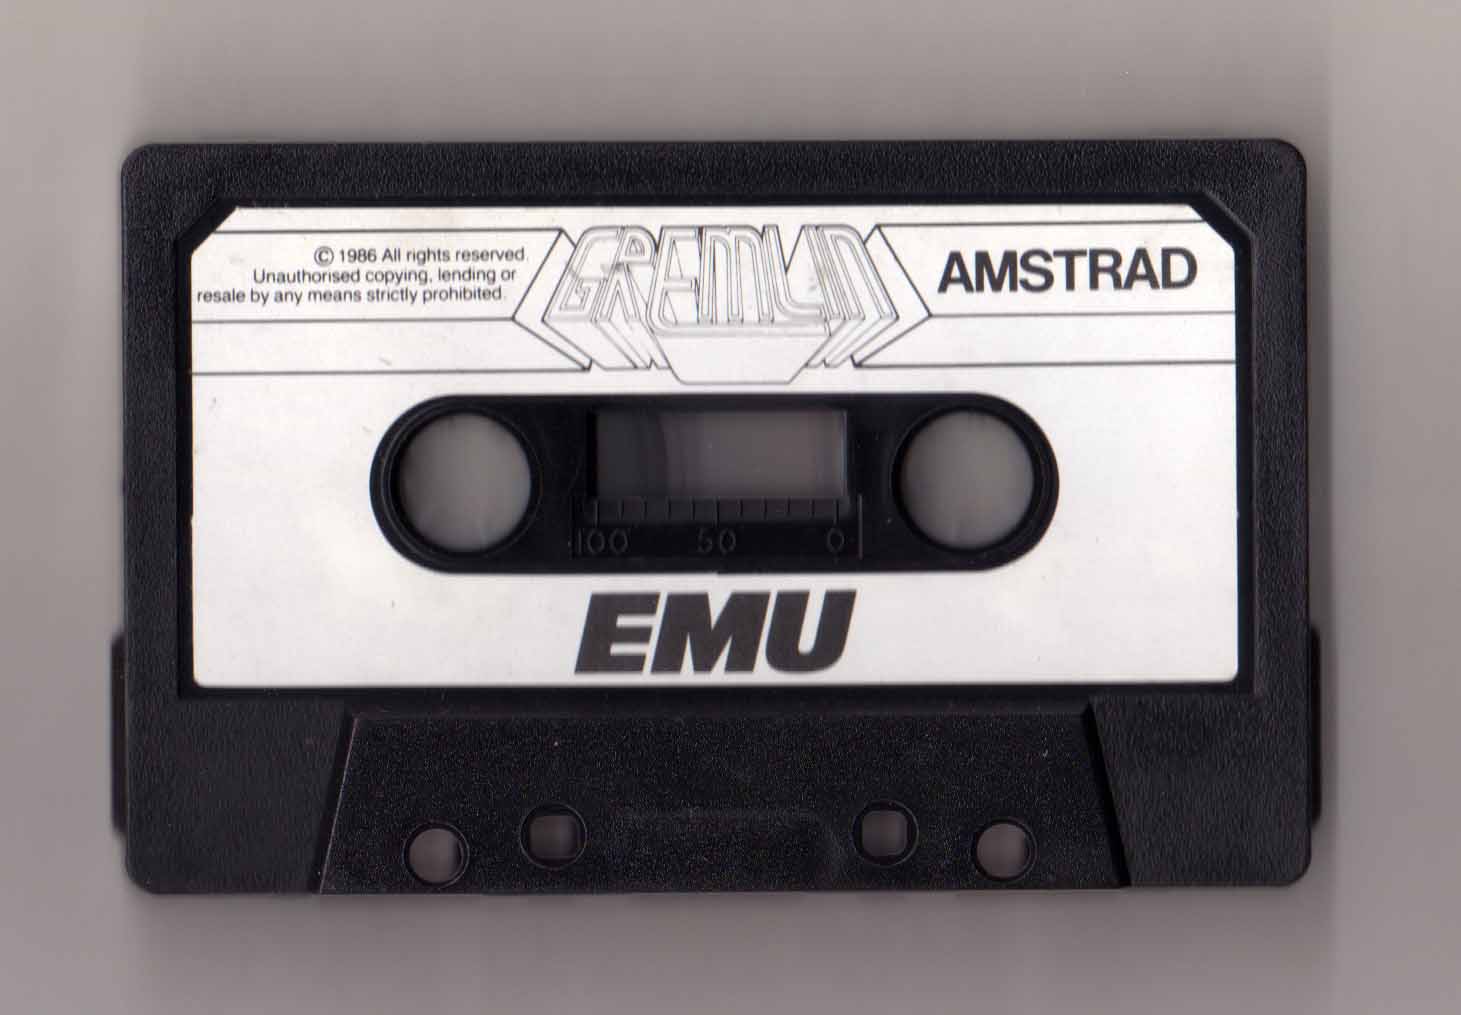 © 1986 All rights reserved.
Unauthorised copying, lending or
resale by any means strictly prohibited.
GREMLIN
AMSTRAD
100 50 0
EMU